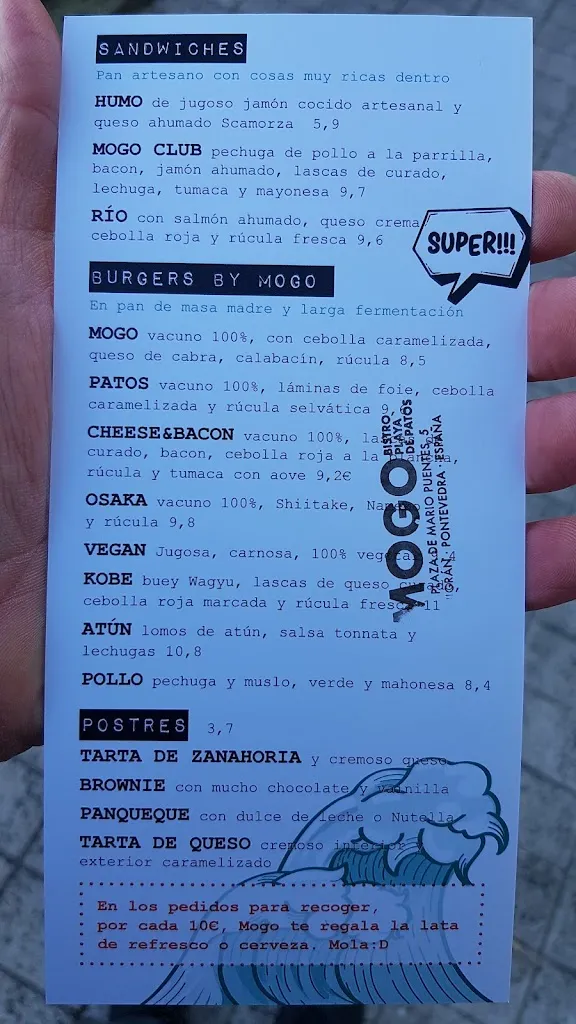 SANDWICHES
Pan artesano con cosas muy ricas dentro
HUMO de jugoso jamón cocido artesanal y
queso ahumado Scamorza 5,9
MOGO CLUB pechuga de pollo a la parrilla,
bacon, jamón ahumado, lascas de curado,
lechuga, tumaca y mayonesa 9,7
RÍO con salmón ahumado, queso crema
cebolla roja y rúcula fresca 9,6
SUPER!!!
BURGERS BY MOGO
En pan de masa madre y larga fermentación
MOGO vacuno 100%, con cebolla caramelizada,
queso de cabra, calabacín, rúcula 8,5
PATOS vacuno 100%, láminas de foie, cebolla
caramelizada y rúcula selvática
CHEESE&BACON vacuno 100%,
curado, bacon, cebolla roja a la
rúcula y tumaca con aove 9,2€
OSAKA vacuno 100%, Shiitake,
y rúcula 9,8
VEGAN Jugosa, carnosa, 100%
KOBE buey Wagyu, lascas de queso
cebolla roja marcada y rúcula fresca 11
ATÚN lomos de atún, salsa tonnata y
lechugas 10,8
POLLO pechuga y muslo, verde y mahonesa 8,4
MOGO
BISTRO
PLAYA
DE PATOS
PLAZA DE MARIO PUENTES, 5
PONTEVEDRA · ESPAÑA
POSTRES 3,7
TARTA DE ZANAHORIA y cremoso queso
BROWNIE con mucho chocolate y vainilla
PANQUEQUE con dulce de leche o Nutella
TARTA DE QUESO cremoso interior y
exterior caramelizado
En los pedidos para recoger,
por cada 10€, Mogo te regala la lata
de refresco o cerveza. Mola:D